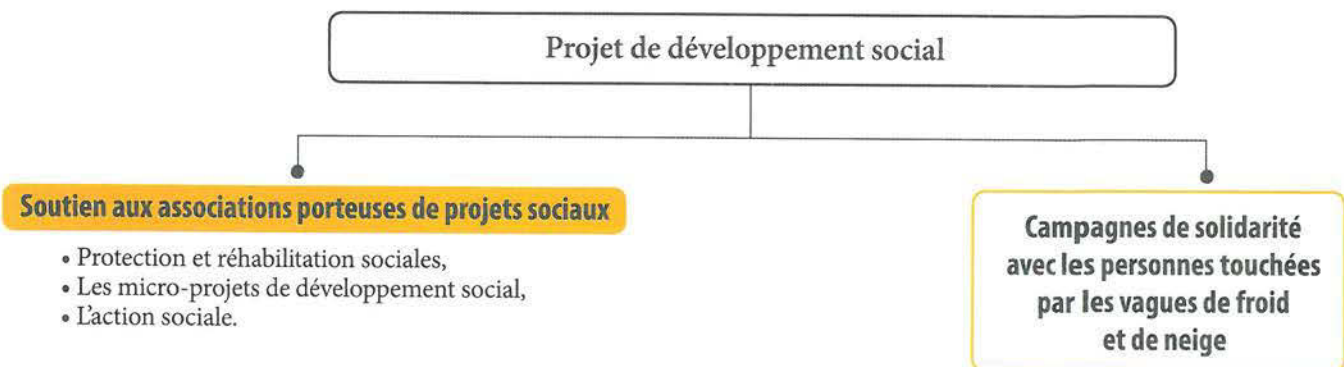 Projet de développement social
Soutien aux associations porteuses de projets sociaux
• Protection et réhabilitation sociales,
• Les micro-projets de développement social,
• L'action sociale.
Campagnes de solidarité
avec les personnes touchées
par les vagues de froid
et de neige